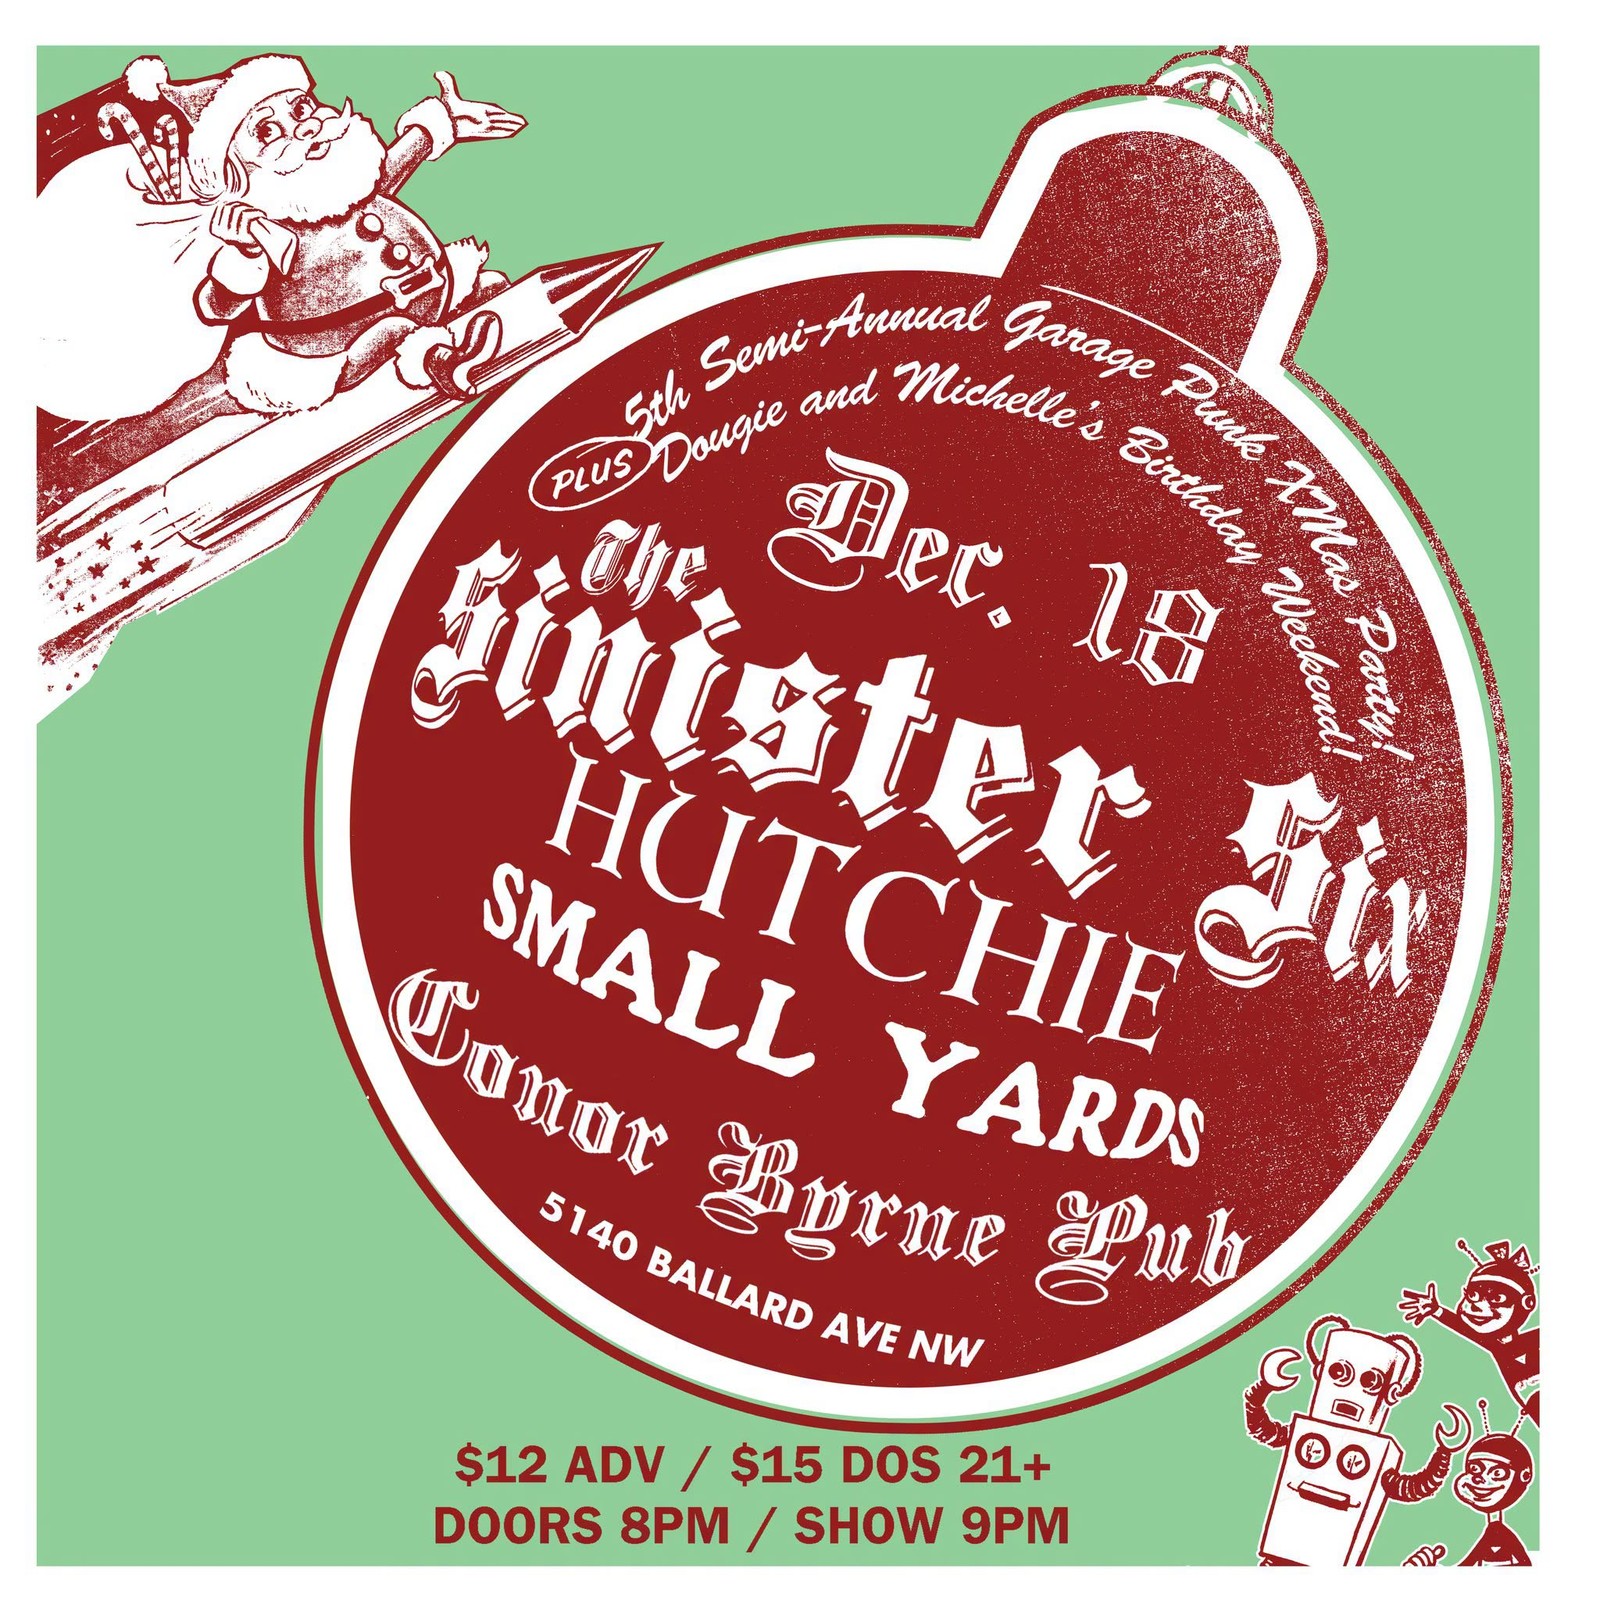 5th Semi-Annual Garage Punk XMas Party!
PLUS Dougie and Michelle's Birthday Weekend!
Dec. 18
The
Sinister Six
HUTCHIE
SMALL YARDS
Conor Byrne Pub
5140 BALLARD AVE NW
$12 ADV / $15 DOS 21+
DOORS 8PM / SHOW 9PM